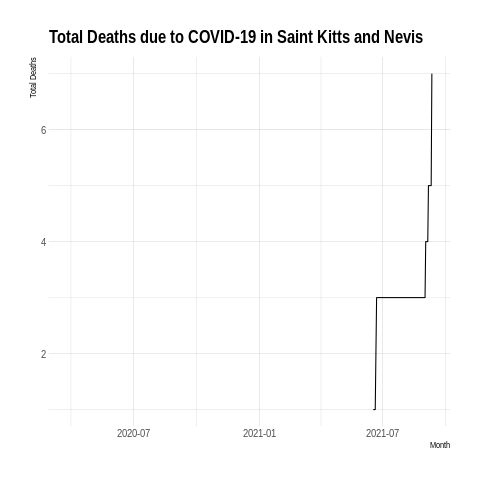 Total Deaths due to COVID-19 in Saint Kitts and Nevis
Total Deaths
6
4
2
2020-07
2021-01
2021-07
Month